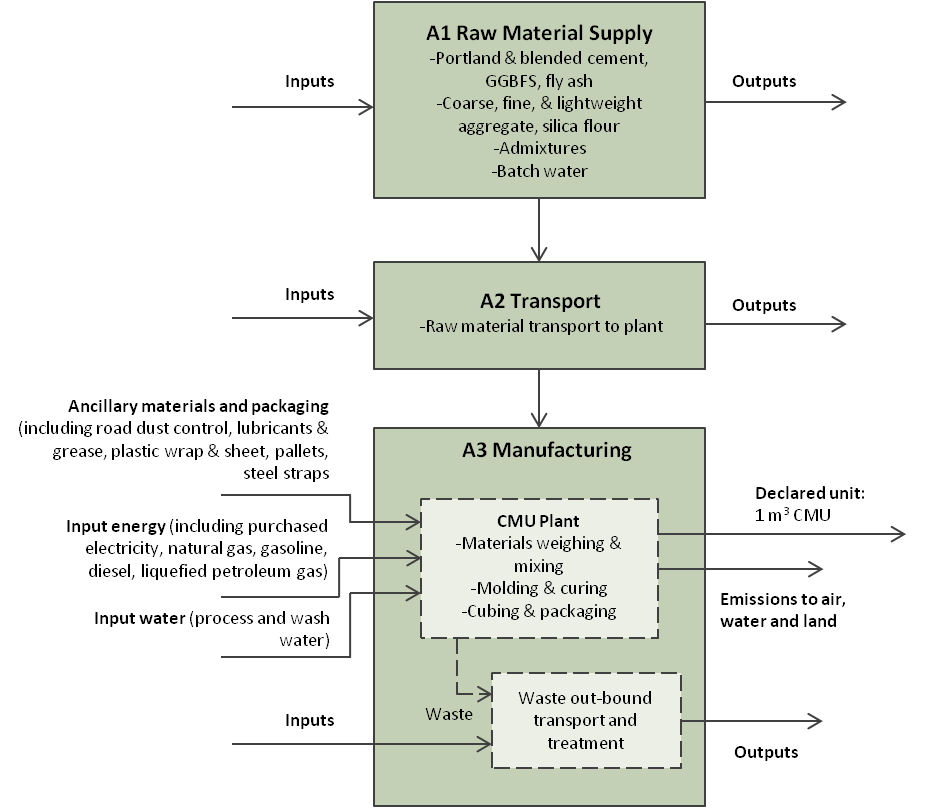 A1 Raw Material Supply
-Portland & blended cement,
GGBFS, fly ash
-Coarse, fine, & lightweight
aggregate, silica flour
-Admixtures
-Batch water
Inputs
Outputs
A2 Transport
-Raw material transport to plant
Inputs
Outputs
Ancillary materials and packaging
(including road dust control, lubricants &
grease, plastic wrap & sheet, pallets,
steel straps
Input energy (including purchased
electricity, natural gas, gasoline,
diesel, liquefied petroleum gas)
Input water (process and wash
water)
A3 Manufacturing
CMU Plant
-Materials weighing &
mixing
-Molding & curing
-Cubing & packaging
Declared unit:
1 m³ CMU
Emissions to air,
water and land
Waste
Waste out-bound
transport and
treatment
Inputs
Outputs